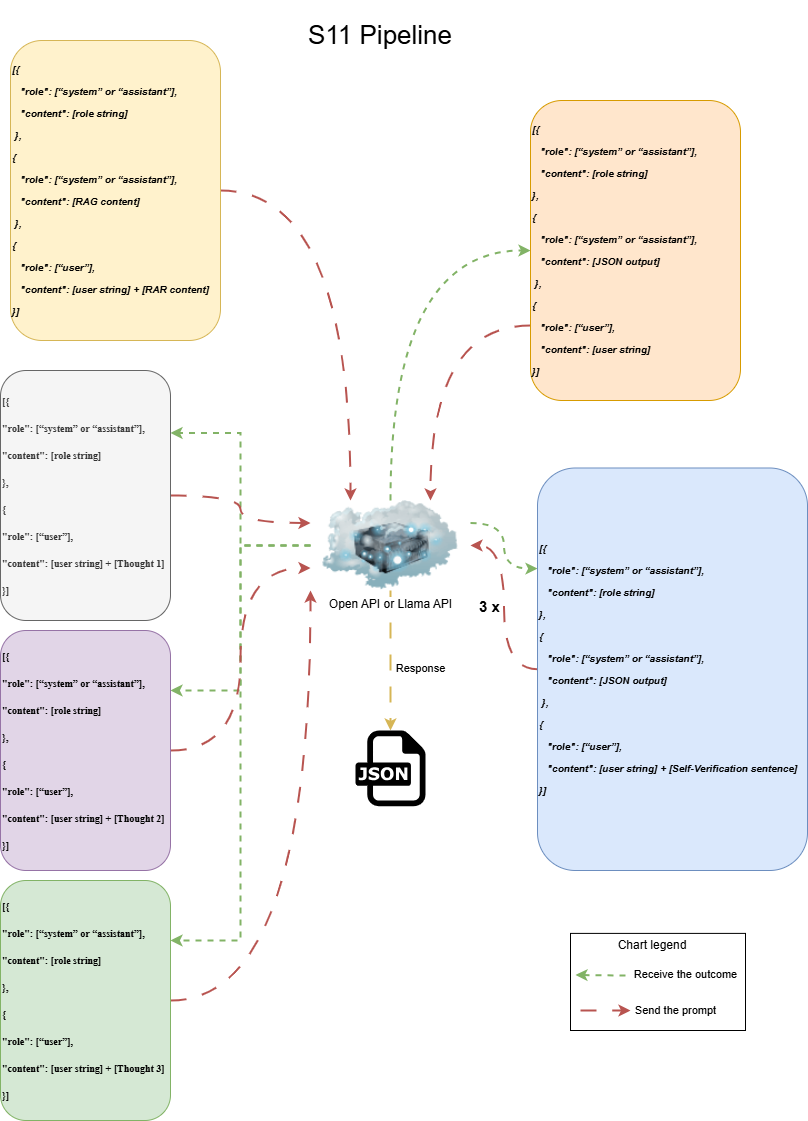 S11 Pipeline
[{
"role": [“system” or “assistant”],
"content": [role string]
},
{
"role": [“system” or “assistant”],
"content": [RAG content]
},
{
"role": [“user”],
"content": [user string] + [RAR content]
}]
[{
"role": [“system” or “assistant”],
"content": [role string]
},
{
"role": [“system” or “assistant”],
"content": [JSON output]
},
{
"role": [“user”],
"content": [user string]
}]
[{
"role": [“system” or “assistant”],
"content": [role string]
},
{
"role": [“user”],
"content": [user string] + [Thought 1]
}]
Open API or Llama API
3 x
Response
JSON
[{
"role": [“system” or “assistant”],
"content": [role string]
},
{
"role": [“system” or “assistant”],
"content": [JSON output]
},
{
"role": [“user”],
"content": [user string] + [Self-Verification sentence]
}]
[{
"role": [“system” or “assistant”],
"content": [role string]
},
{
"role": [“user”],
"content": [user string] + [Thought 2]
}]
[{
"role": [“system” or “assistant”],
"content": [role string]
},
{
"role": [“user”],
"content": [user string] + [Thought 3]
}]
Chart legend
Receive the outcome
Send the prompt